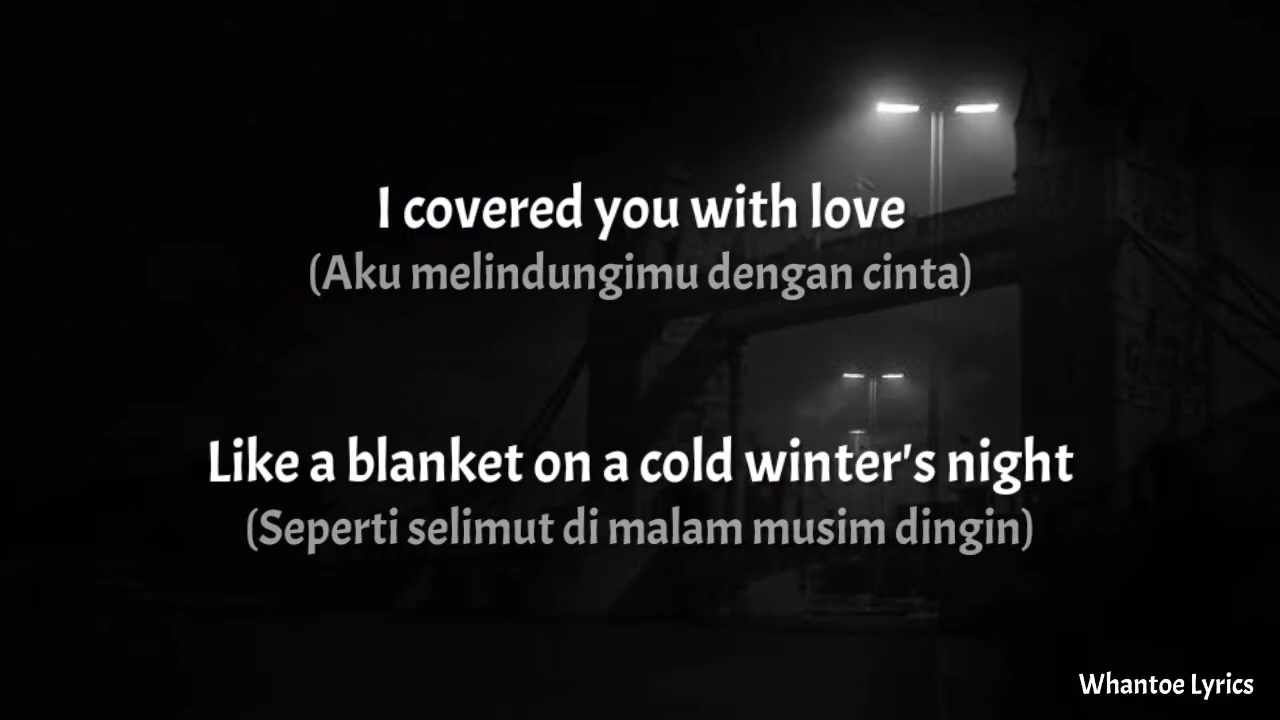 I covered you with love
(Aku melindungimu dengan cinta)
Like a blanket on a cold winter's night
(Seperti selimut di malam musim dingin)
Whantoe Lyrics